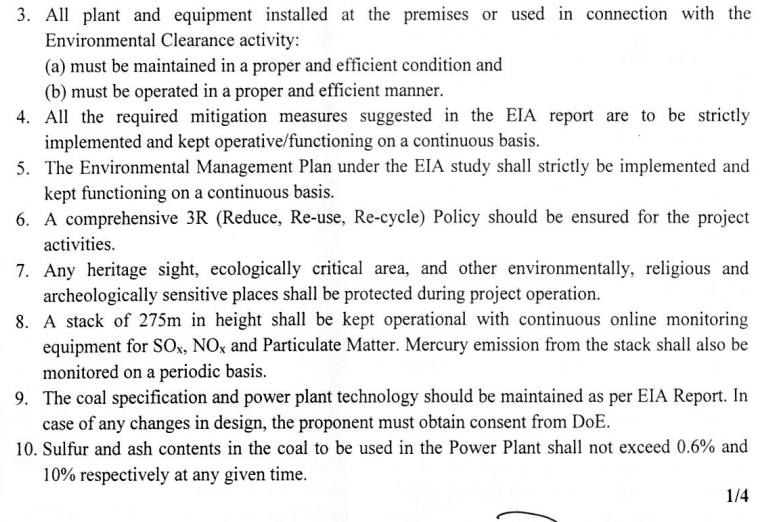 3. All plant and equipment installed at the premises or used in connection with the
Environmental Clearance activity:
(a) must be maintained in a proper and efficient condition and
(b) must be operated in a proper and efficient manner.
4. All the required mitigation measures suggested in the EIA report are to be strictly
implemented and kept operative/functioning on a continuous basis.
5. The Environmental Management Plan under the EIA study shall strictly be implemented and
kept functioning on a continuous basis.
6. A comprehensive 3R (Reduce, Re-use, Re-cycle) Policy should be ensured for the project
activities.
7. Any heritage sight, ecologically critical area, and other environmentally, religious and
archeologically sensitive places shall be protected during project operation.
8. A stack of 275m in height shall be kept operational with continuous online monitoring
equipment for SOₓ, NOₓ and Particulate Matter. Mercury emission from the stack shall also be
monitored on a periodic basis.
9. The coal specification and power plant technology should be maintained as per EIA Report. In
case of any changes in design, the proponent must obtain consent from DoE.
10. Sulfur and ash contents in the coal to be used in the Power Plant shall not exceed 0.6% and
10% respectively at any given time.
1/4